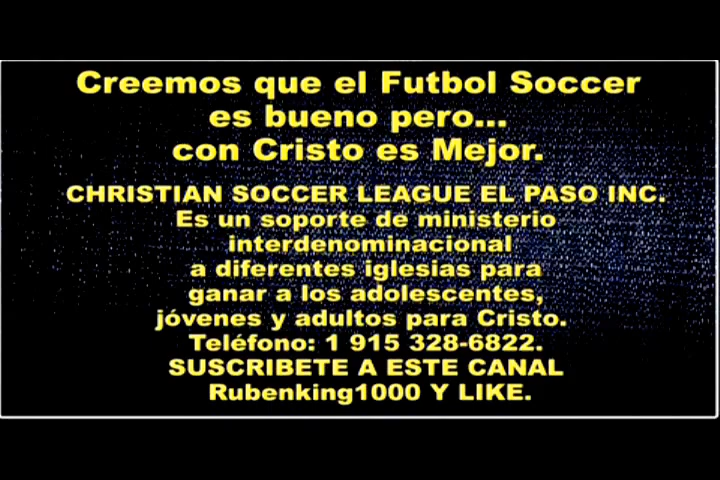 Creemos que el Futbol Soccer
es bueno pero...
con Cristo es Mejor.
CHRISTIAN SOCCER LEAGUE EL PASO INC.
Es un soporte de ministerio
interdenominacional
a diferentes iglesias para
ganar a los adolescentes,
jóvenes y adultos para Cristo.
Teléfono: 1 915 328-6822.
SUSCRIBETE A ESTE CANAL
Rubenking1000 Y LIKE.